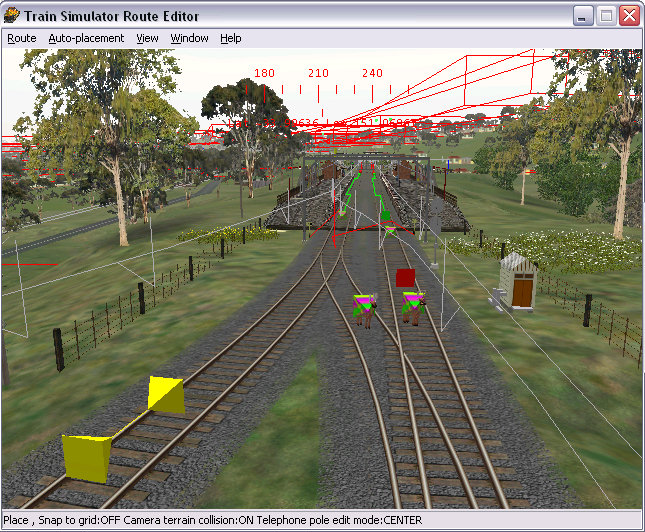 Train Simulator Route Editor
Route Auto-placement View Window Help
180 210 240
Place , Snap to grid:OFF Camera terrain collision:ON Telephone pole edit mode:CENTER